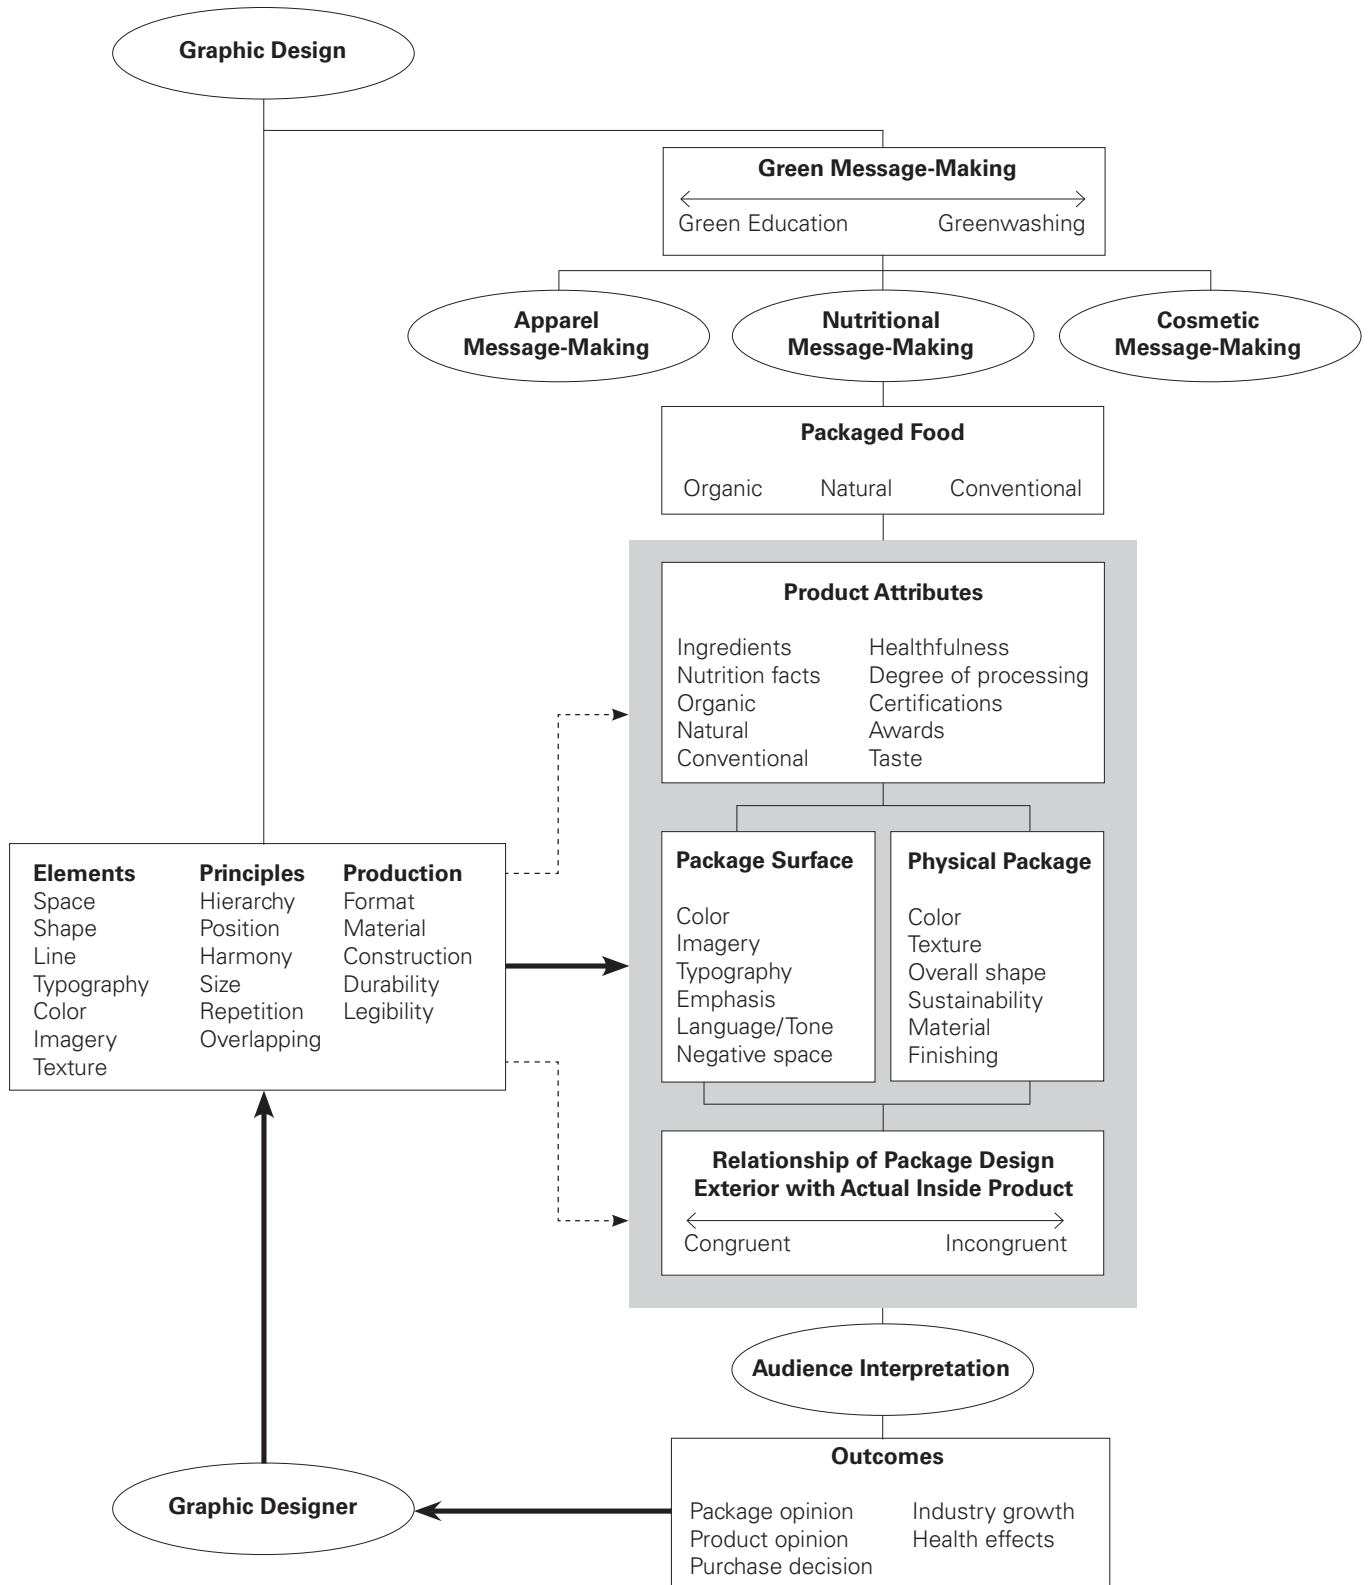 Graphic Design
Green Message-Making
Green Education
Greenwashing
Apparel
Message-Making
Nutritional
Message-Making
Cosmetic
Message-Making
Packaged Food
Organic
Natural
Conventional
Product Attributes
Ingredients
Nutrition facts
Organic
Natural
Conventional
Healthfulness
Degree of processing
Certifications
Awards
Taste
Elements
Space
Shape
Line
Typography
Color
Imagery
Texture
Principles
Hierarchy
Position
Harmony
Size
Repetition
Overlapping
Production
Format
Material
Construction
Durability
Legibility
Package Surface
Color
Imagery
Typography
Emphasis
Language/Tone
Negative space
Physical Package
Color
Texture
Overall shape
Sustainability
Material
Finishing
Relationship of Package Design
Exterior with Actual Inside Product
Congruent
Incongruent
Audience Interpretation
Outcomes
Package opinion
Product opinion
Purchase decision
Industry growth
Health effects
Graphic Designer